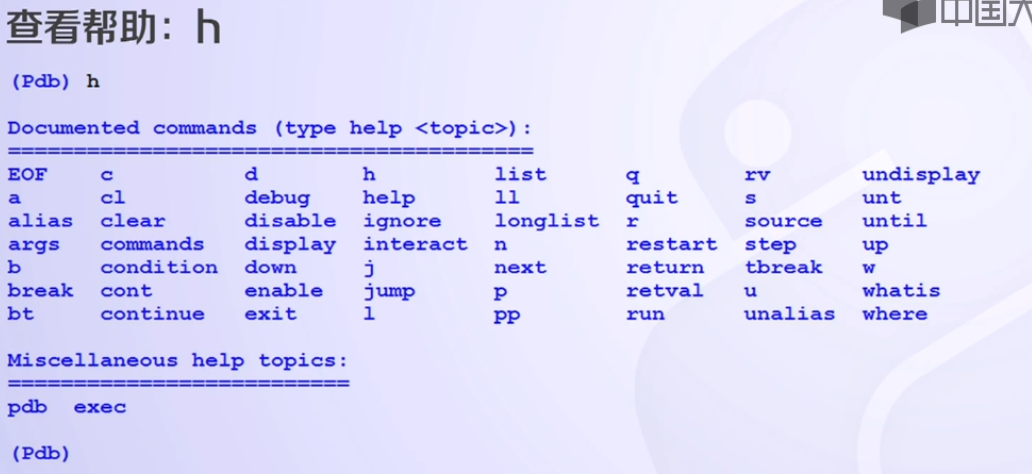 查看帮助：h
中国大
(Pdb) h
Documented commands (type help <topic>):
========================================
EOF c d h list q rv undisplay
a cl debug help ll quit s unt
alias clear disable ignore longlist r source until
args commands display interact n restart step up
b condition down j next return tbreak w
break cont enable jump p retval u whatis
bt continue exit l pp run unalias where
Miscellaneous help topics:
==========================
pdb exec
(Pdb)